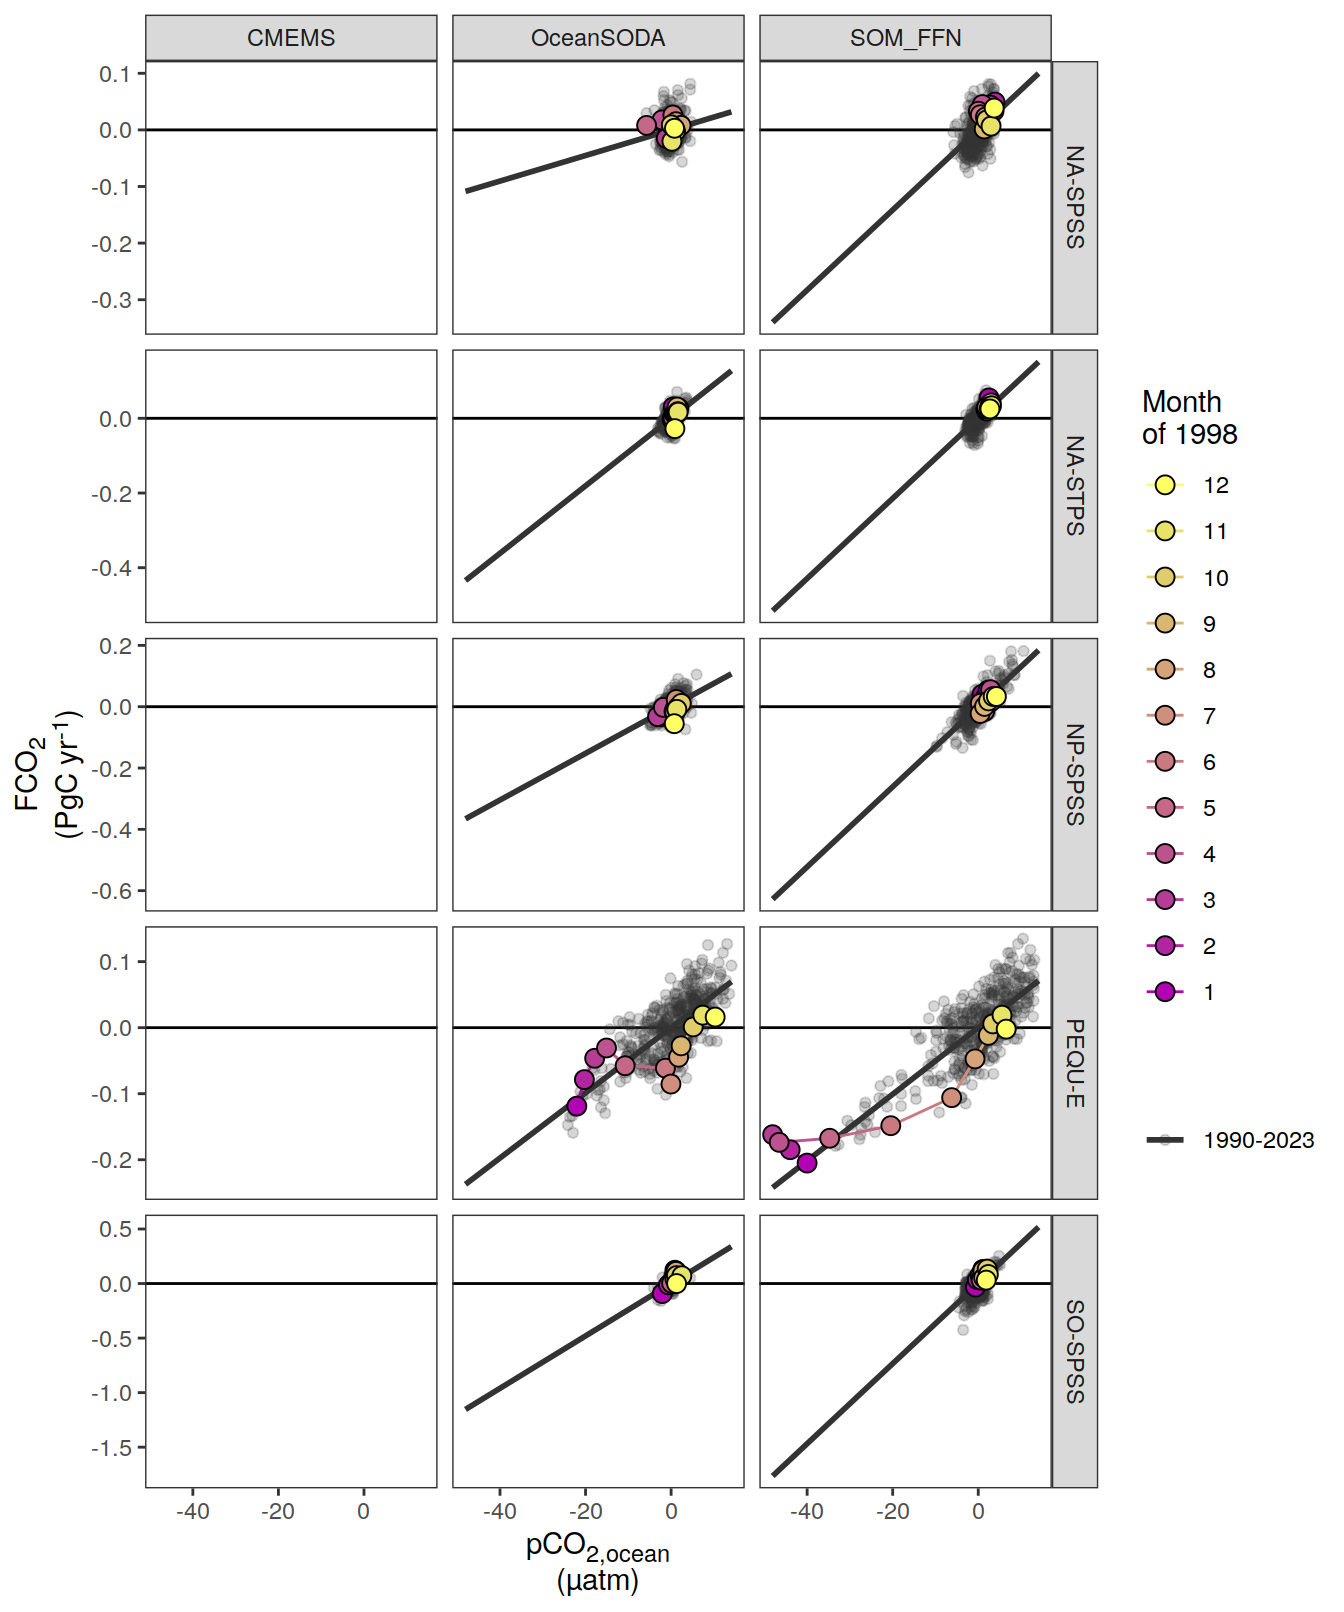 CMEMS
OceanSODA
SOM_FFN
0.1
0.0
-0.1
-0.2
-0.3
NA-SPSS
0.0
-0.2
-0.4
NA-STPS
0.2
0.0
-0.2
-0.4
-0.6
NP-SPSS
0.1
0.0
-0.1
-0.2
PEQU-E
0.5
0.0
-0.5
-1.0
-1.5
SO-SPSS
-40 -20 0
-40 -20 0
-40 -20 0
FCO₂
(PgC yr⁻¹)
pCO₂,ocean
(µatm)
Month
of 1998
12
11
10
9
8
7
6
5
4
3
2
1
1990-2023